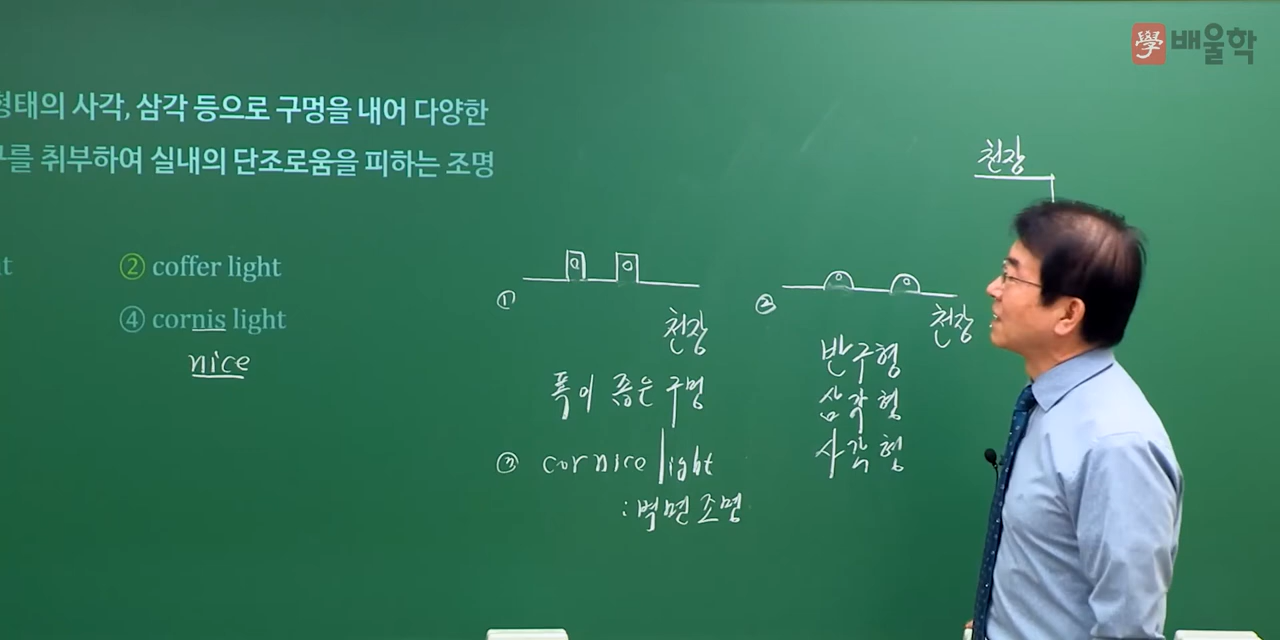 學 배울학
형태의 사각, 삼각 등으로 구멍을 내어 다양한
구를 취부하여 실내의 단조로움을 피하는 조명
t
② coffer light
④ cornis light
nice
①
천장
폭이 좁은 구멍
③ cornice light
: 벽면 조명
②
천장
반구형
삼각형
사각형
천장